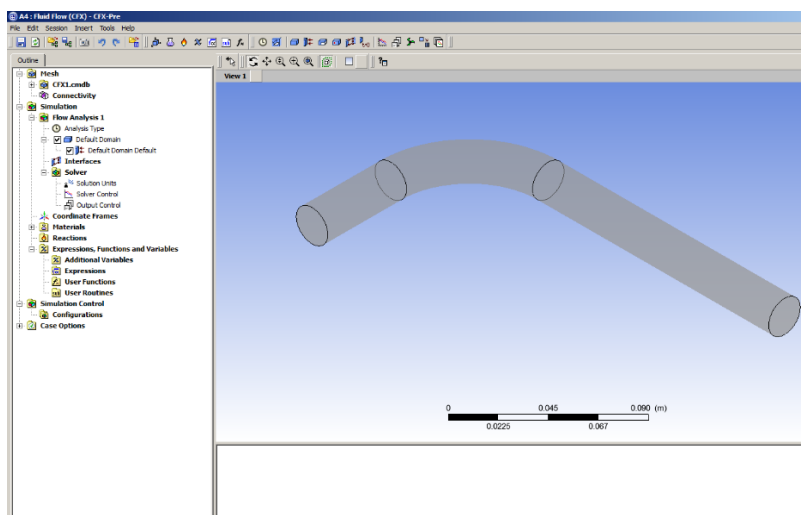 A4 : Fluid Flow (CFX) - CFX-Pre
File Edit Session Insert Tools Help
Outline
Mesh
CFX1.cmdb
Connectivity
Simulation
Flow Analysis 1
Analysis Type
Default Domain
Default Domain Default
Interfaces
Solver
Solution Units
Solver Control
Output Control
Coordinate Frames
Materials
Reactions
Expressions, Functions and Variables
Additional Variables
Expressions
User Functions
User Routines
Simulation Control
Configurations
Case Options
View 1
0 0.045 0.090 (m)
0.0225 0.067